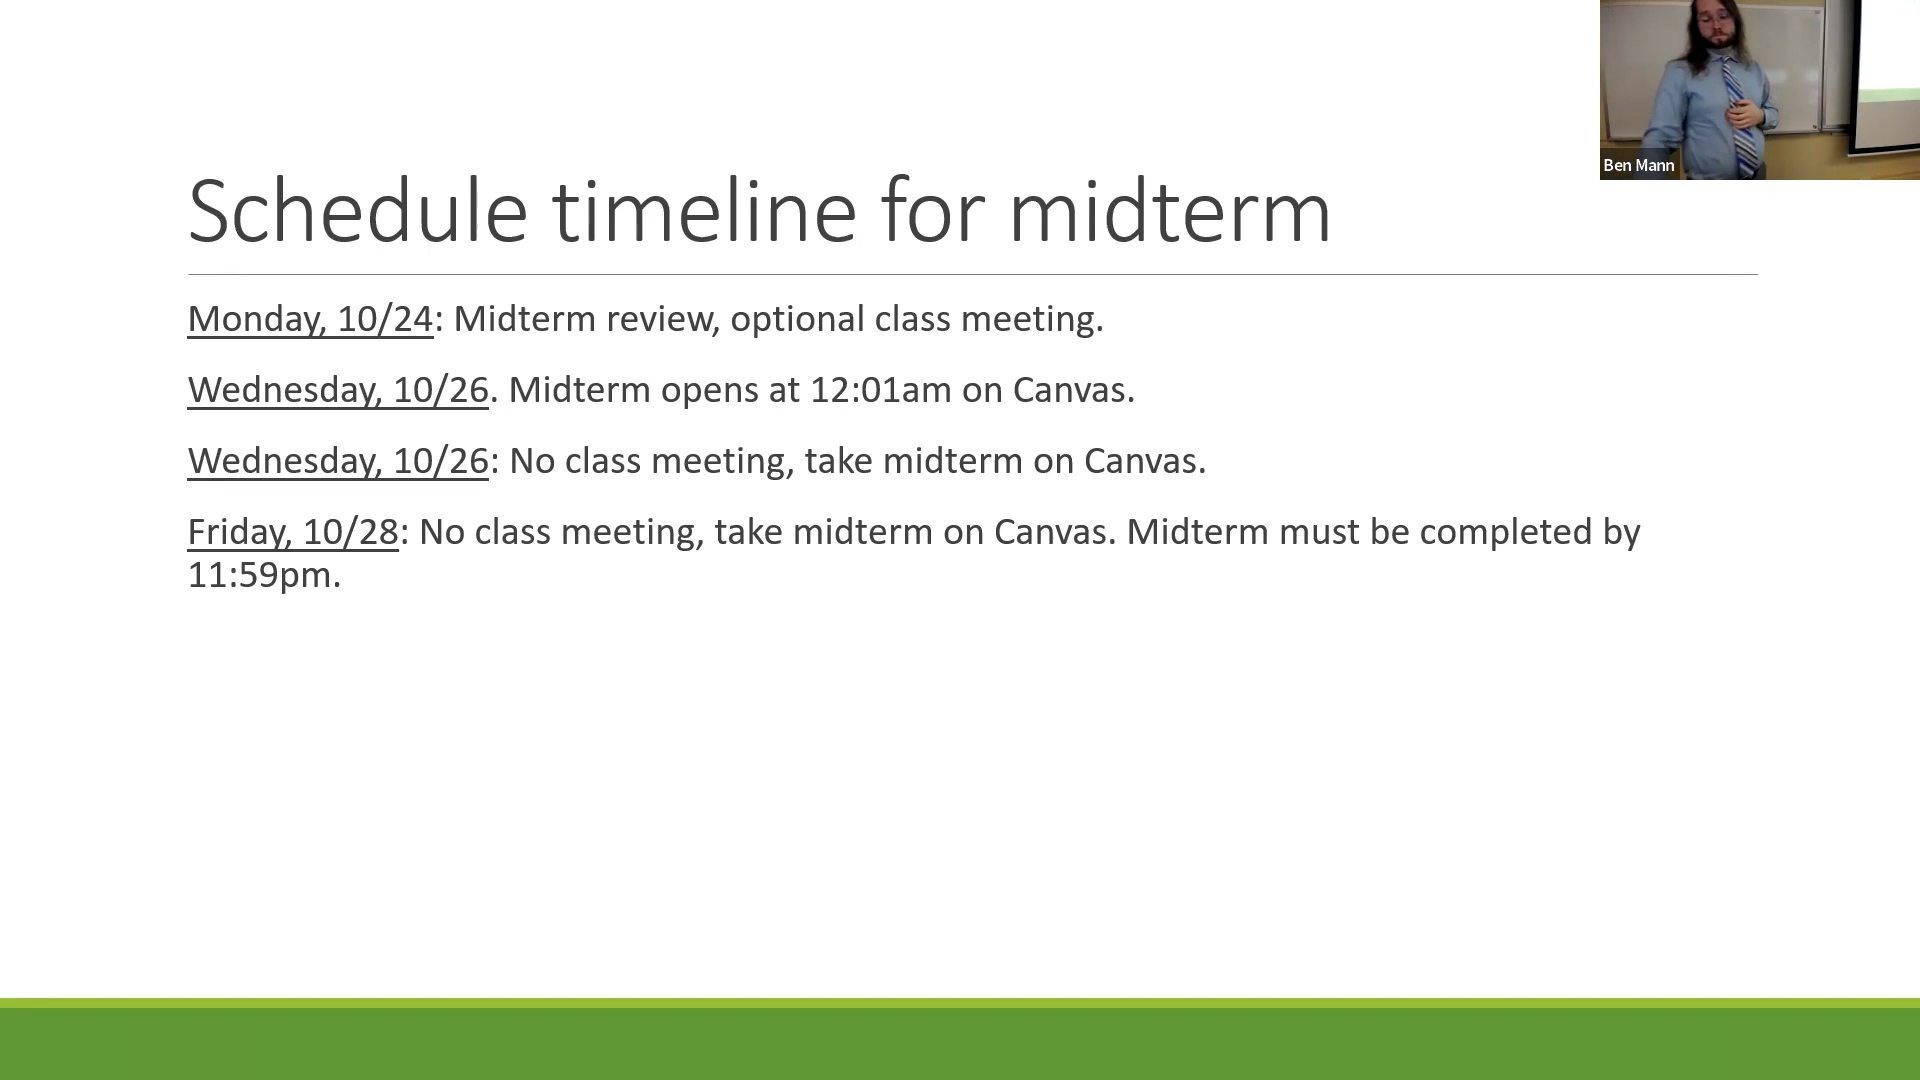 Ben Mann
Schedule timeline for midterm
Monday, 10/24: Midterm review, optional class meeting.
Wednesday, 10/26. Midterm opens at 12:01am on Canvas.
Wednesday, 10/26: No class meeting, take midterm on Canvas.
Friday, 10/28: No class meeting, take midterm on Canvas. Midterm must be completed by
11:59pm.